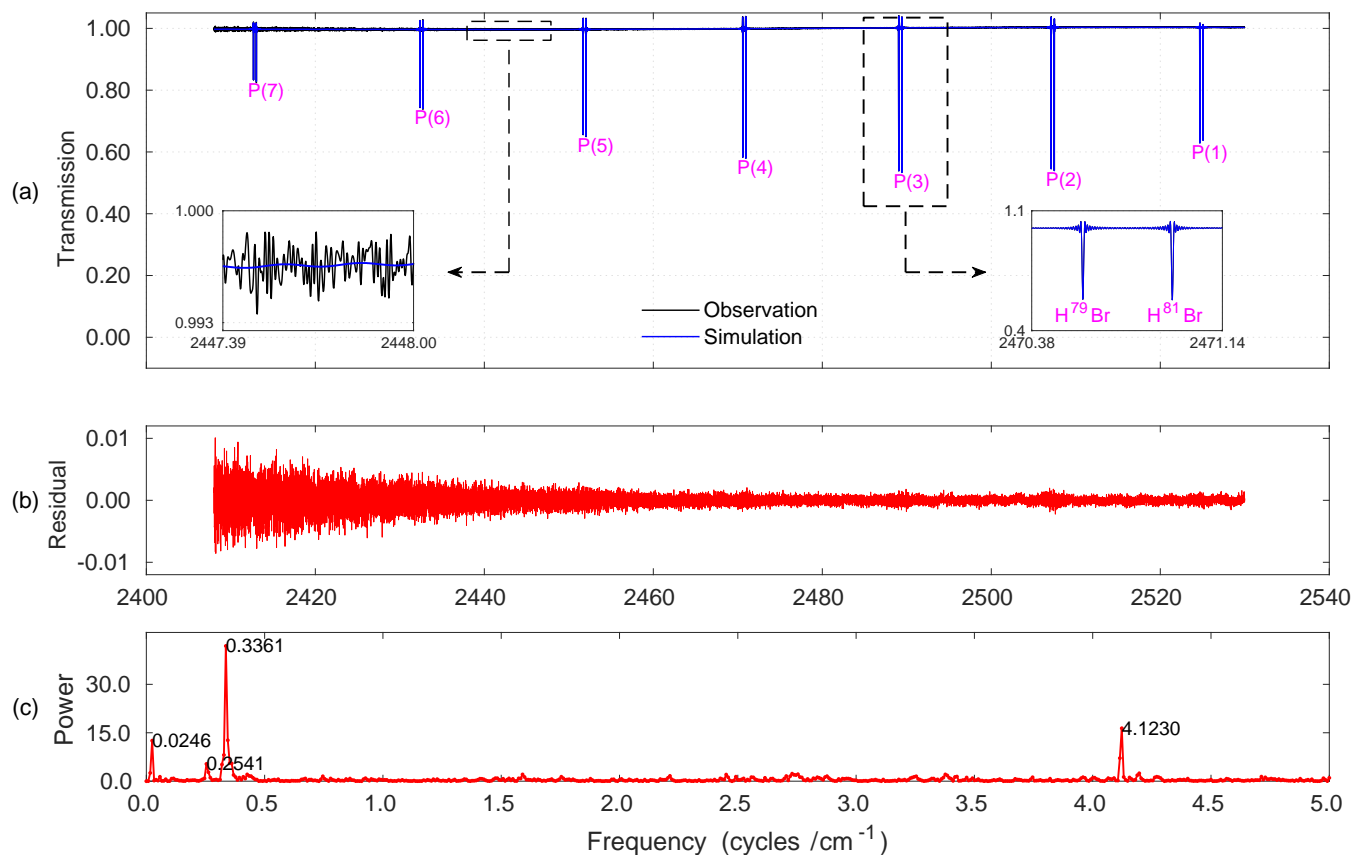 (a)
Transmission
1.00
0.80
0.60
0.40
0.20
0.00
P(7)
P(6)
P(5)
P(4)
P(3)
P(2)
P(1)
1.000
0.993
2447.39
2448.00
Observation
Simulation
1.1
0.4
H⁷⁹Br
H⁸¹Br
2470.38
2471.14
(b)
Residual
0.01
0.00
-0.01
2400
2420
2440
2460
2480
2500
2520
2540
(c)
Power
30.0
15.0
0.0
0.0246
0.2541
0.3361
4.1230
0.0
0.5
1.0
1.5
2.0
2.5
3.0
3.5
4.0
4.5
5.0
Frequency (cycles /cm⁻¹)